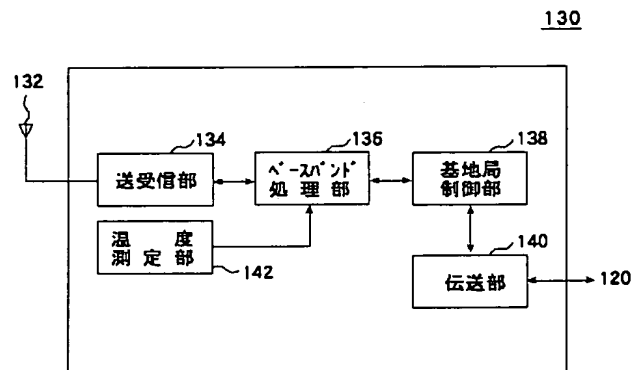 130
132
134
送受信部
136
ベースバンド
処理部
138
基地局
制御部
温度
測定部
142
140
伝送部
120